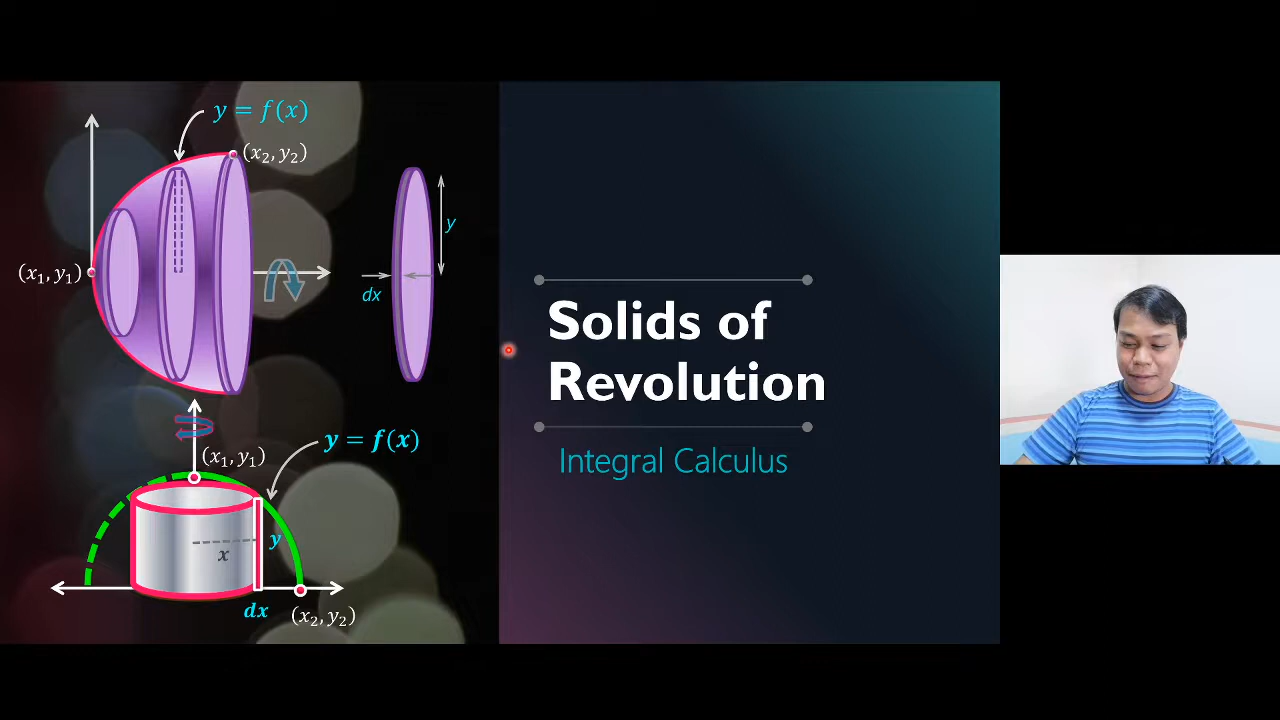 y = f(x)
(x₂, y₂)
y
(x₁, y₁)
dx
y = f(x)
(x₁, y₁)
y
x
dx
(x₂, y₂)
Solids of
Revolution
Integral Calculus